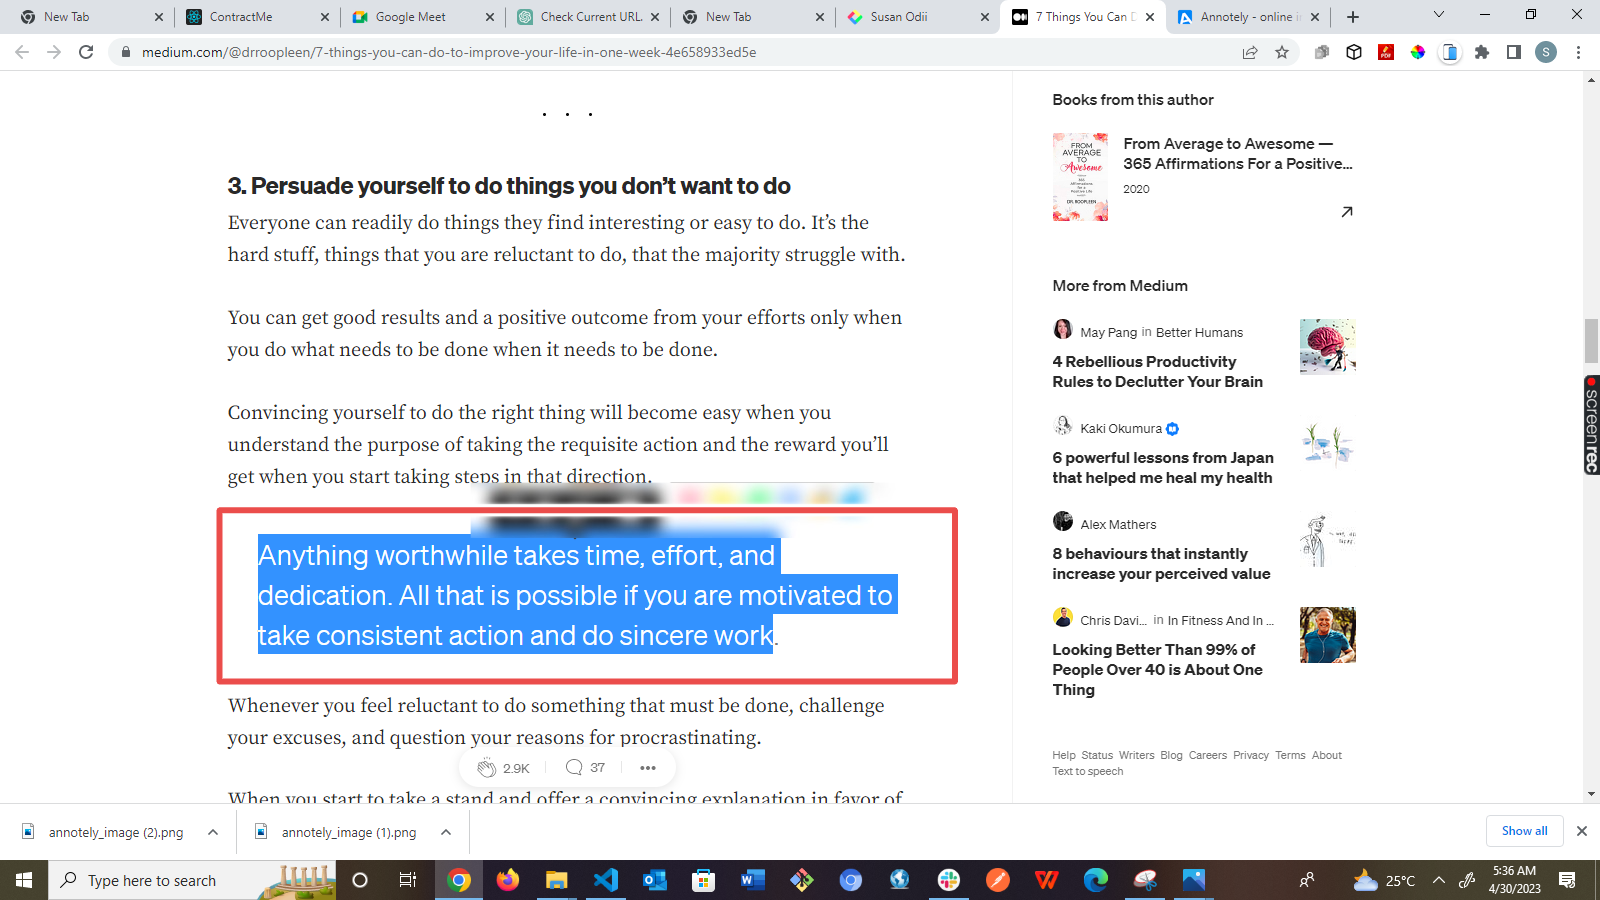 New Tab
ContractMe
Google Meet
Check Current URL.
New Tab
Susan Odii
7 Things You Can D
Annotely - online i
medium.com/@drroopleen/7-things-you-can-do-to-improve-your-life-in-one-week-4e658933ed5e
S
. . .
3. Persuade yourself to do things you don’t want to do
Everyone can readily do things they find interesting or easy to do. It’s the
hard stuff, things that you are reluctant to do, that the majority struggle with.
You can get good results and a positive outcome from your efforts only when
you do what needs to be done when it needs to be done.
Convincing yourself to do the right thing will become easy when you
understand the purpose of taking the requisite action and the reward you’ll
get when you start taking steps in that direction.
Anything worthwhile takes time, effort, and
dedication. All that is possible if you are motivated to
take consistent action and do sincere work.
Whenever you feel reluctant to do something that must be done, challenge
your excuses, and question your reasons for procrastinating.
2.9K
37
When you start to take a stand and offer a convincing explanation in favor of
Books from this author
FROM
AVERAGE
TO
Awesome
365
Affirmations
For a
Positive Life
DR. ROOPLEEN
From Average to Awesome —
365 Affirmations For a Positive...
2020
More from Medium
May Pang in Better Humans
4 Rebellious Productivity
Rules to Declutter Your Brain
Kaki Okumura
6 powerful lessons from Japan
that helped me heal my health
Alex Mathers
8 behaviours that instantly
increase your perceived value
Chris Davi... in In Fitness And In ...
Looking Better Than 99% of
People Over 40 is About One
Thing
Help Status Writers Blog Careers Privacy Terms About
Text to speech
screenrec
annotely_image (2).png
annotely_image (1).png
Show all
Type here to search
25°C
5:36 AM
4/30/2023